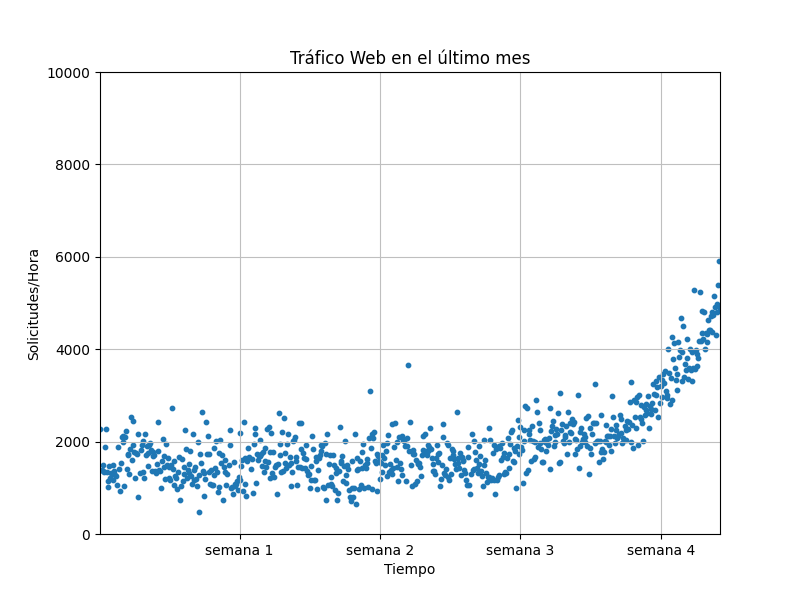 Tráfico Web en el último mes
10000
8000
6000
4000
2000
0
Solicitudes/Hora
semana 1 semana 2 semana 3 semana 4
Tiempo